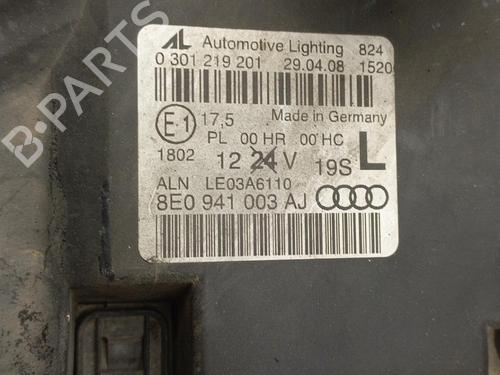 AL Automotive Lighting 824
0 301 219 201 29.04.08 1520
Made in Germany
E1 17,5
PL 00 HR 00 HC
1802 12 24 V 19S L
ALN LE03A6110
8E0 941 003 AJ
B-PARTS